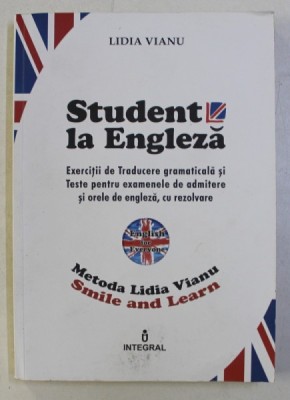 LIDIA VIANU
Student
la Engleză
Exerciții de Traducere gramaticală și
Teste pentru examenele de admitere
și orele de engleză, cu rezolvare
English
for
Everyone
Metoda Lidia Vianu
Smile and Learn
INTEGRAL